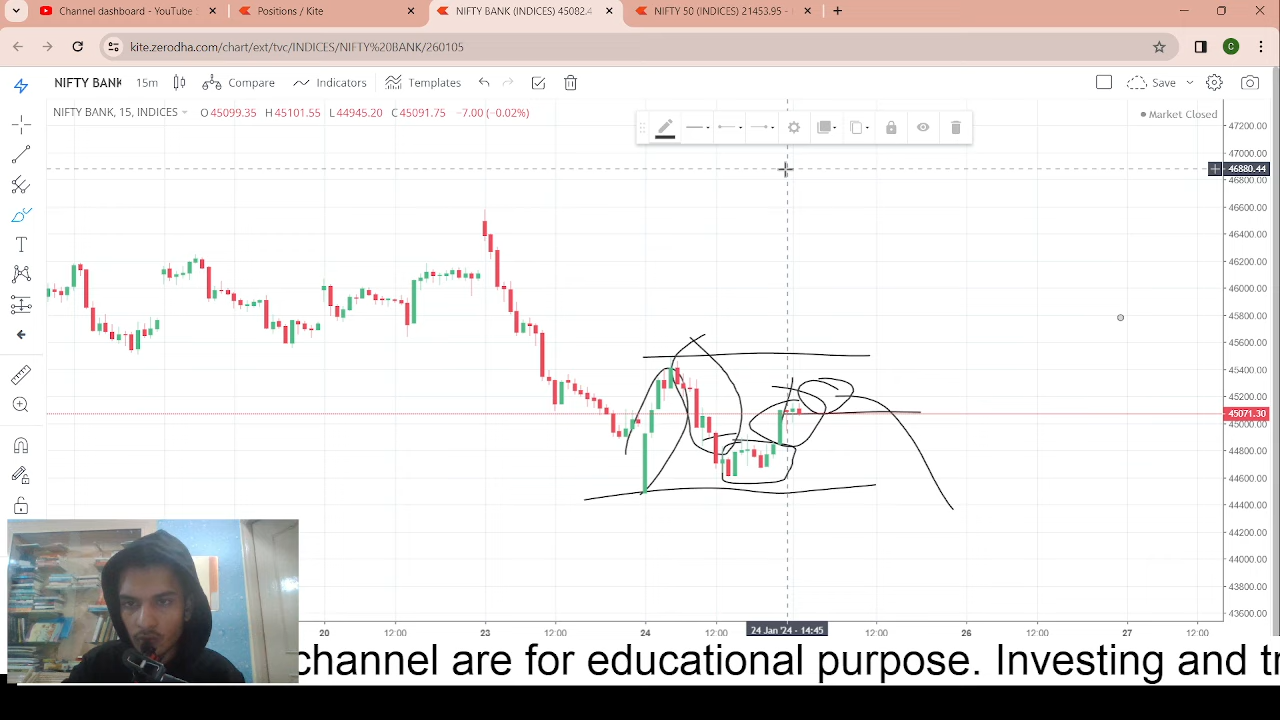 Channel dashboard - YouTube
Positions / Kite
NIFTY BANK (INDICES) 45082.4
NIFTY 50 (INDICES) 21453.95 -
kite.zerodha.com/chart/ext/tvc/INDICES/NIFTY%20BANK/260105
C
NIFTY BANK
15m
Compare
Indicators
Templates
Save
NIFTY BANK, 15, INDICES
O45099.35 H45101.55 L44945.20 C45091.75 −7.00 (−0.02%)
Market Closed
47200.00
47000.00
46880.44
46800.00
46600.00
46400.00
46200.00
46000.00
45800.00
45600.00
45400.00
45200.00
45071.30
45000.00
44800.00
44600.00
44400.00
44200.00
44000.00
43800.00
43600.00
20 12:00 23 12:00 24 12:00 24 Jan '24 - 14:45 12:00 26 12:00 27 12:00
channel are for educational purpose. Investing and